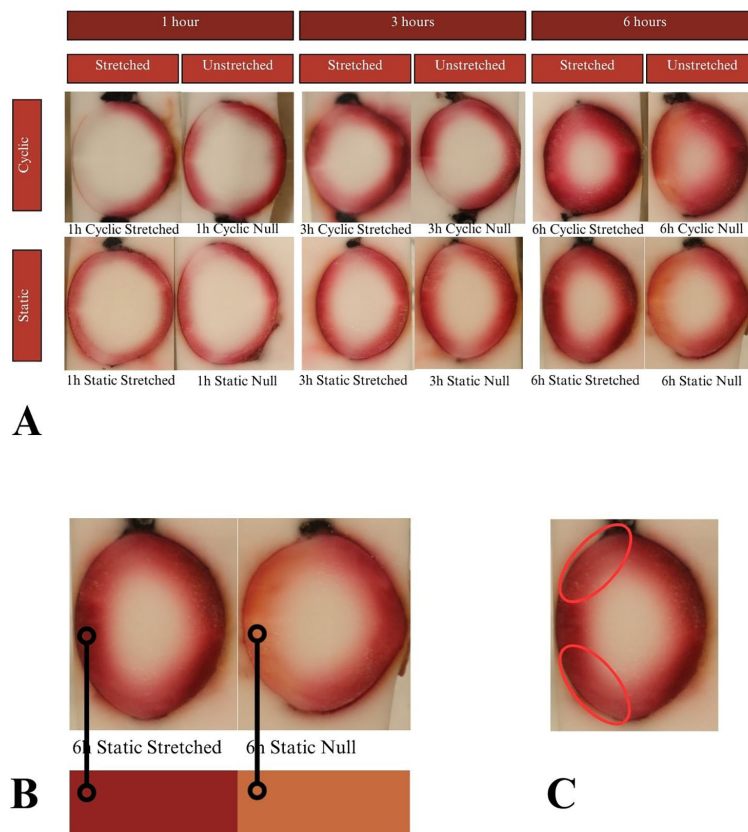 1 hour 3 hours 6 hours
Stretched Unstretched Stretched Unstretched Stretched Unstretched
Cyclic
1h Cyclic Stretched 1h Cyclic Null 3h Cyclic Stretched 3h Cyclic Null 6h Cyclic Stretched 6h Cyclic Null
Static
1h Static Stretched 1h Static Null 3h Static Stretched 3h Static Null 6h Static Stretched 6h Static Null
A
6h Static Stretched 6h Static Null
B C